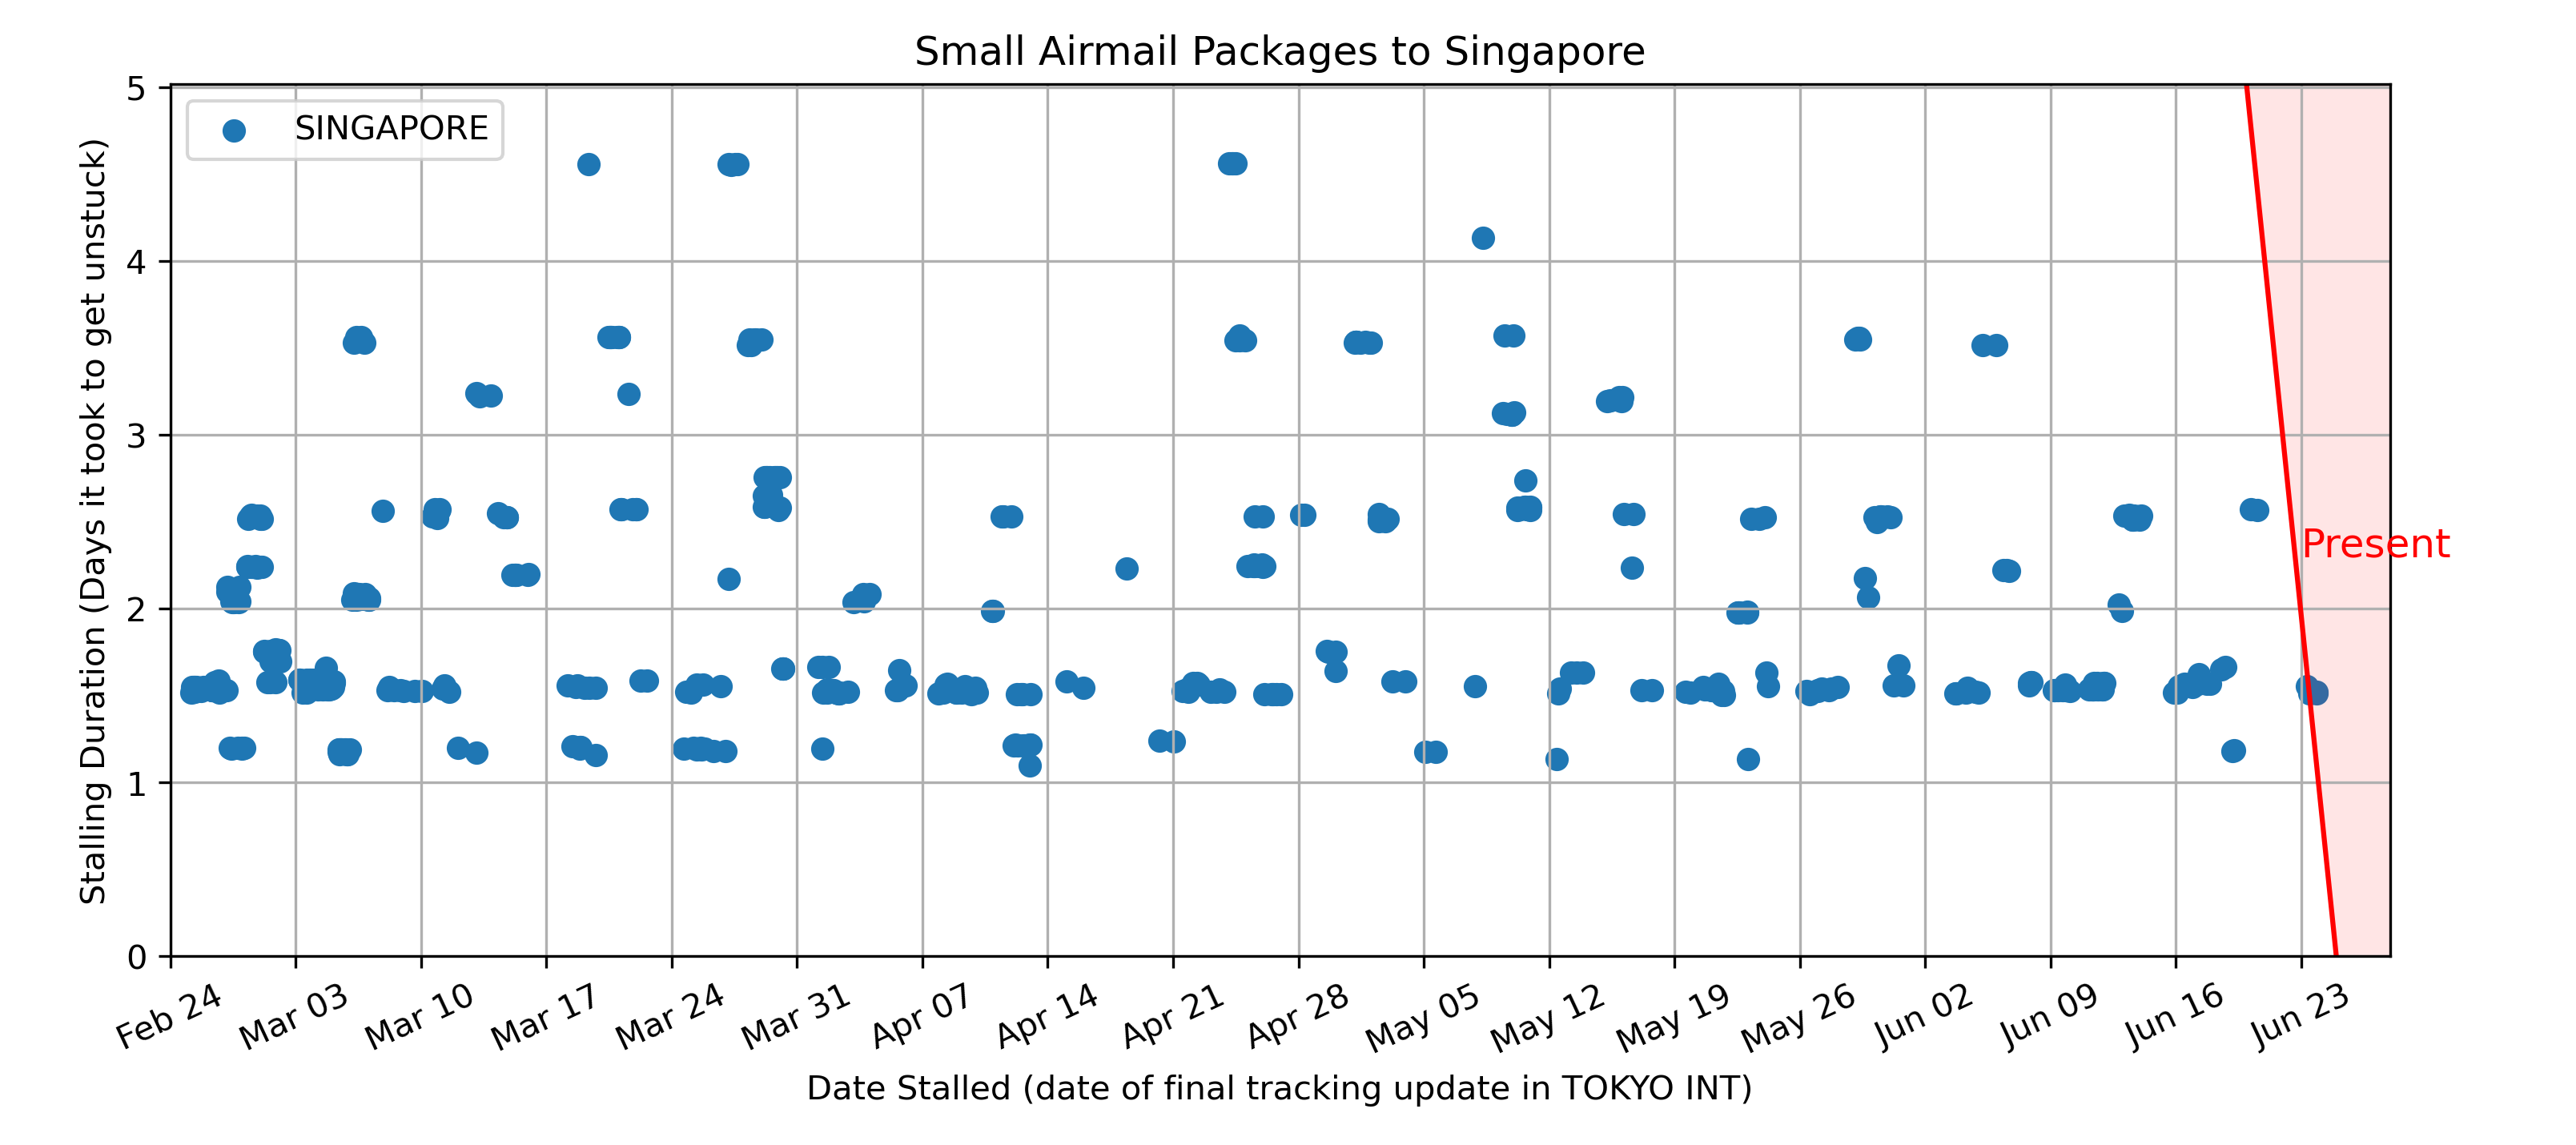 Small Airmail Packages to Singapore
SINGAPORE
Stalling Duration (Days it took to get unstuck)
5
4
3
2
1
0
Present
Feb 24
Mar 03
Mar 10
Mar 17
Mar 24
Mar 31
Apr 07
Apr 14
Apr 21
Apr 28
May 05
May 12
May 19
May 26
Jun 02
Jun 09
Jun 16
Jun 23
Date Stalled (date of final tracking update in TOKYO INT)